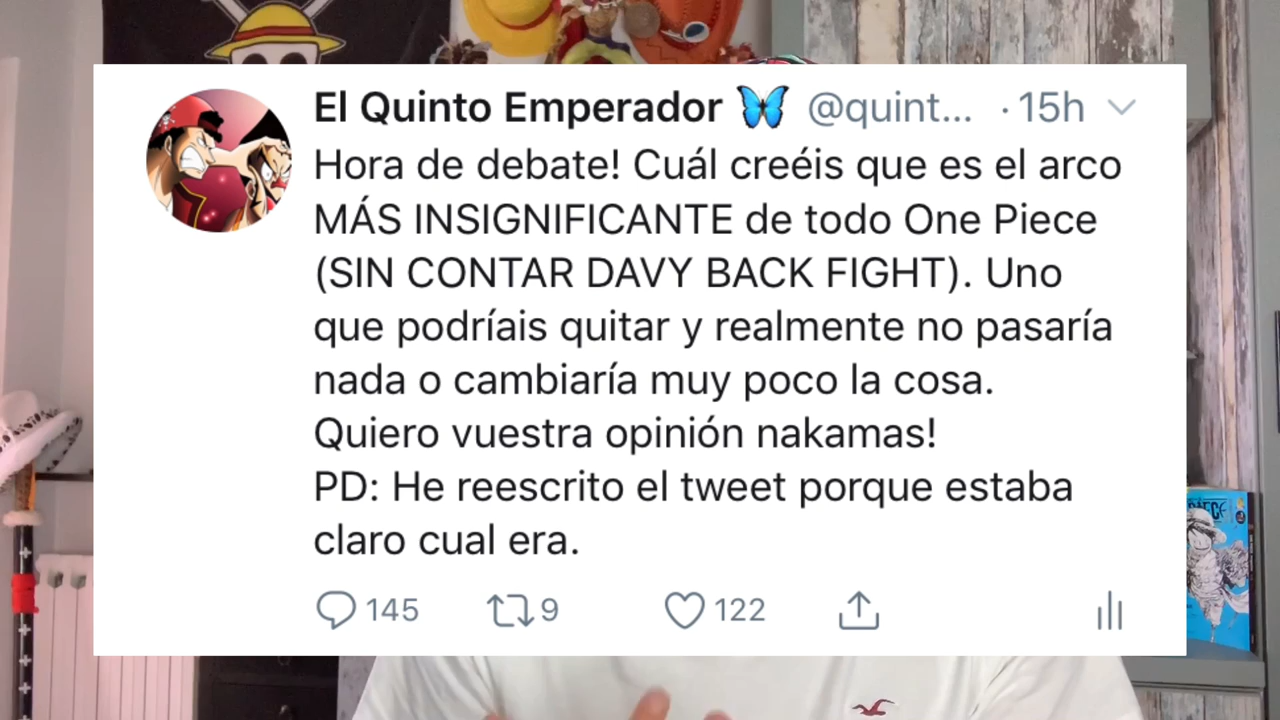 El Quinto Emperador 🦋 @quint... · 15h
Hora de debate! Cuál creéis que es el arco
MÁS INSIGNIFICANTE de todo One Piece
(SIN CONTAR DAVY BACK FIGHT). Uno
que podríais quitar y realmente no pasaría
nada o cambiaría muy poco la cosa.
Quiero vuestra opinión nakamas!
PD: He reescrito el tweet porque estaba
claro cual era.
145 9 122